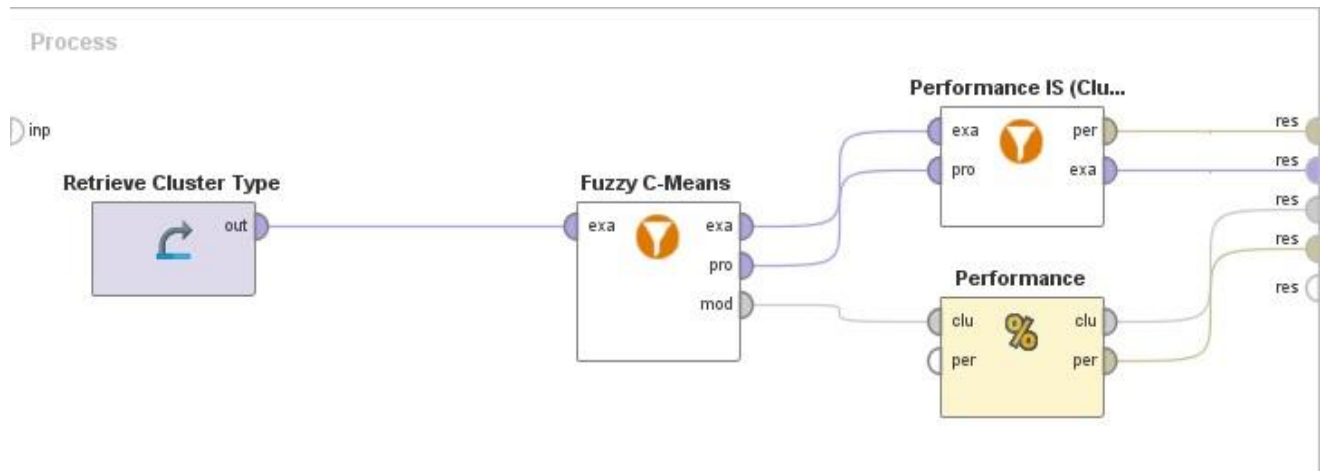 Process
inp
Retrieve Cluster Type
out
Fuzzy C-Means
exa
exa
pro
mod
Performance IS (Clu...
exa
per
pro
exa
Performance
%
clu
clu
per
per
res
res
res
res
res